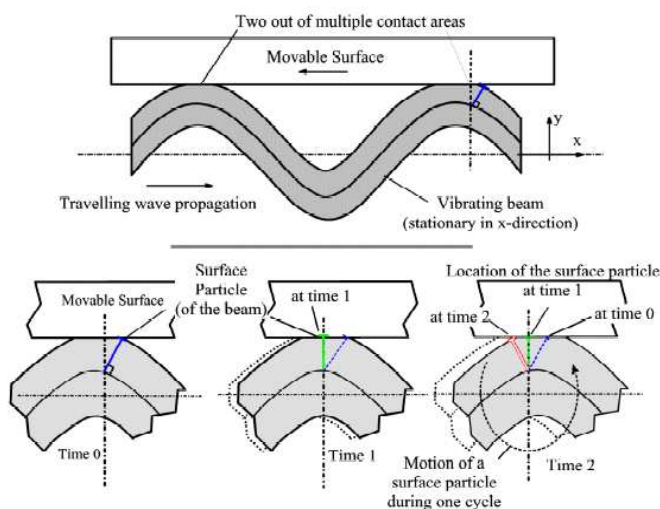 Two out of multiple contact areas
Movable Surface
y
x
Travelling wave propagation
Vibrating beam
(stationary in x-direction)
Surface
Particle
(of the beam)
Movable Surface
at time 1
Location of the surface particle
at time 1
at time 2
at time 0
Time 0
Time 1
Motion of a
surface particle
during one cycle
Time 2